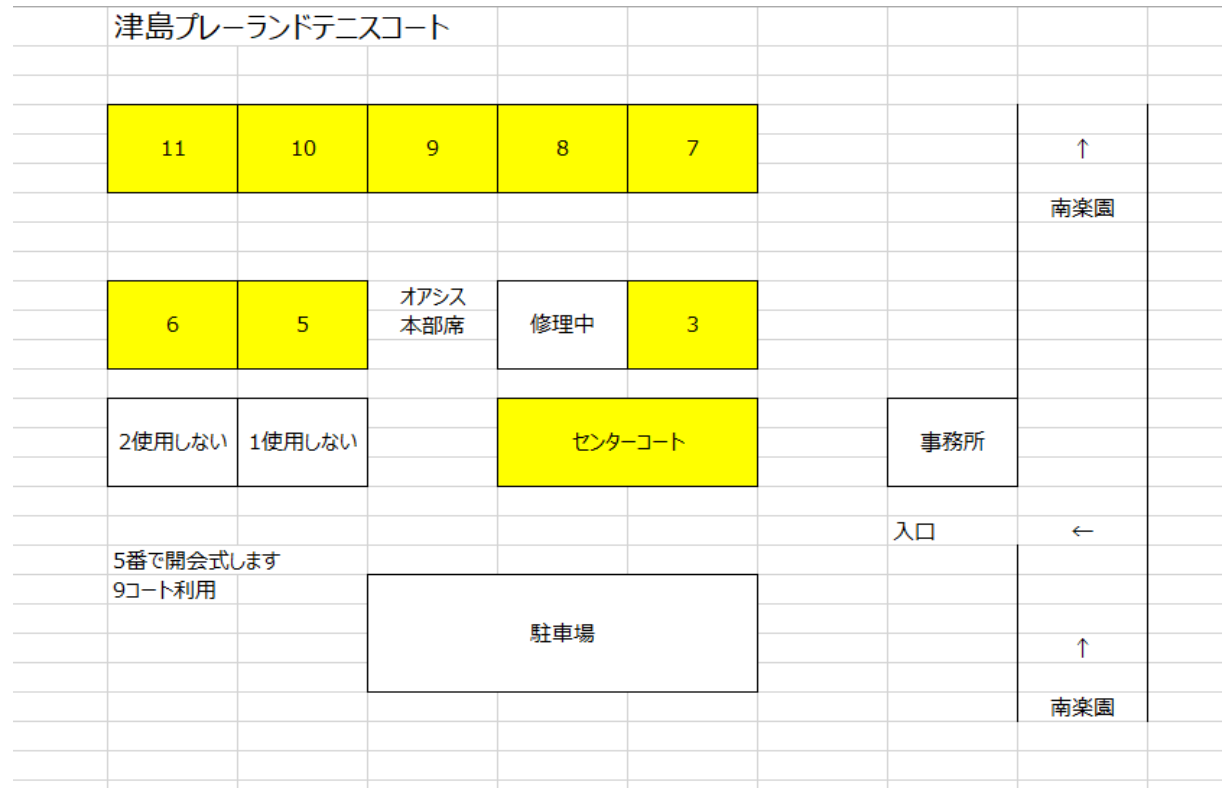 津島プレーランドテニスコート
11 10 9 8 7 ↑
南楽園
6 5 オアシス 本部席 修理中 3
2使用しない 1使用しない センターコート 事務所
入口 ←
5番で開会式します
9コート利用
駐車場
↑
南楽園